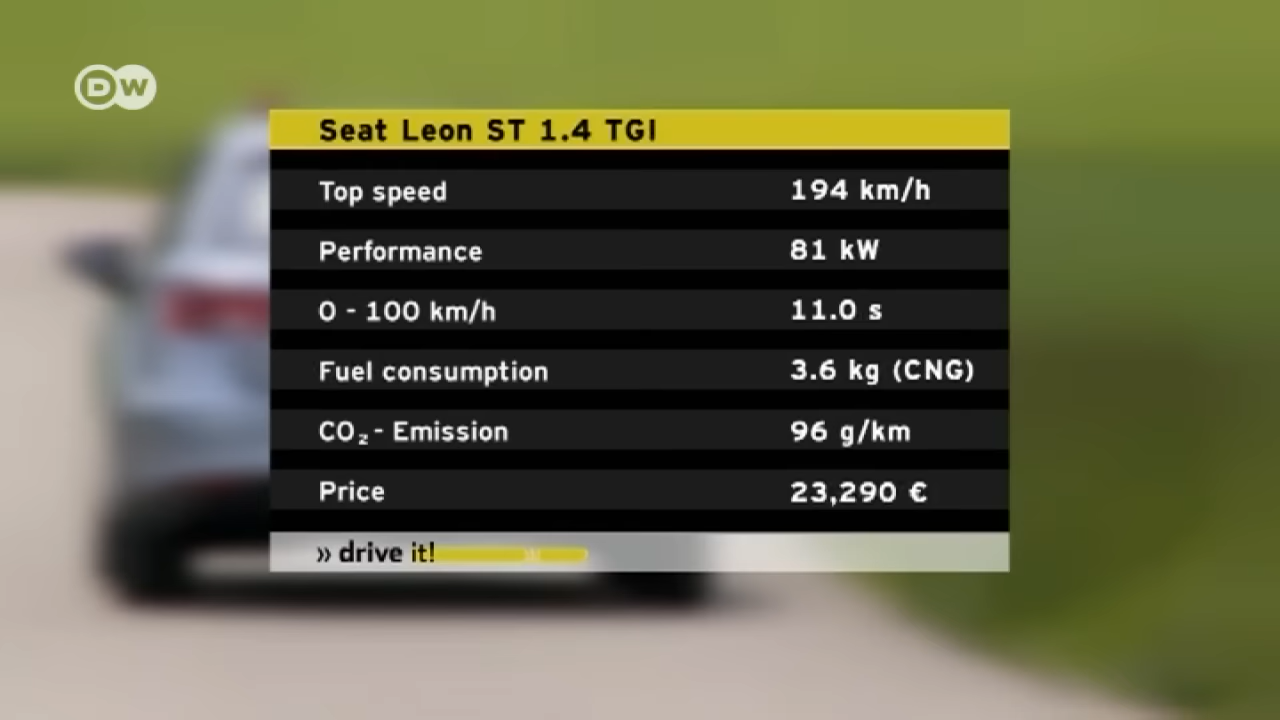 DW
Seat Leon ST 1.4 TGI
Top speed 194 km/h
Performance 81 kW
0 - 100 km/h 11.0 s
Fuel consumption 3.6 kg (CNG)
CO₂ - Emission 96 g/km
Price 23,290 €
» drive it!